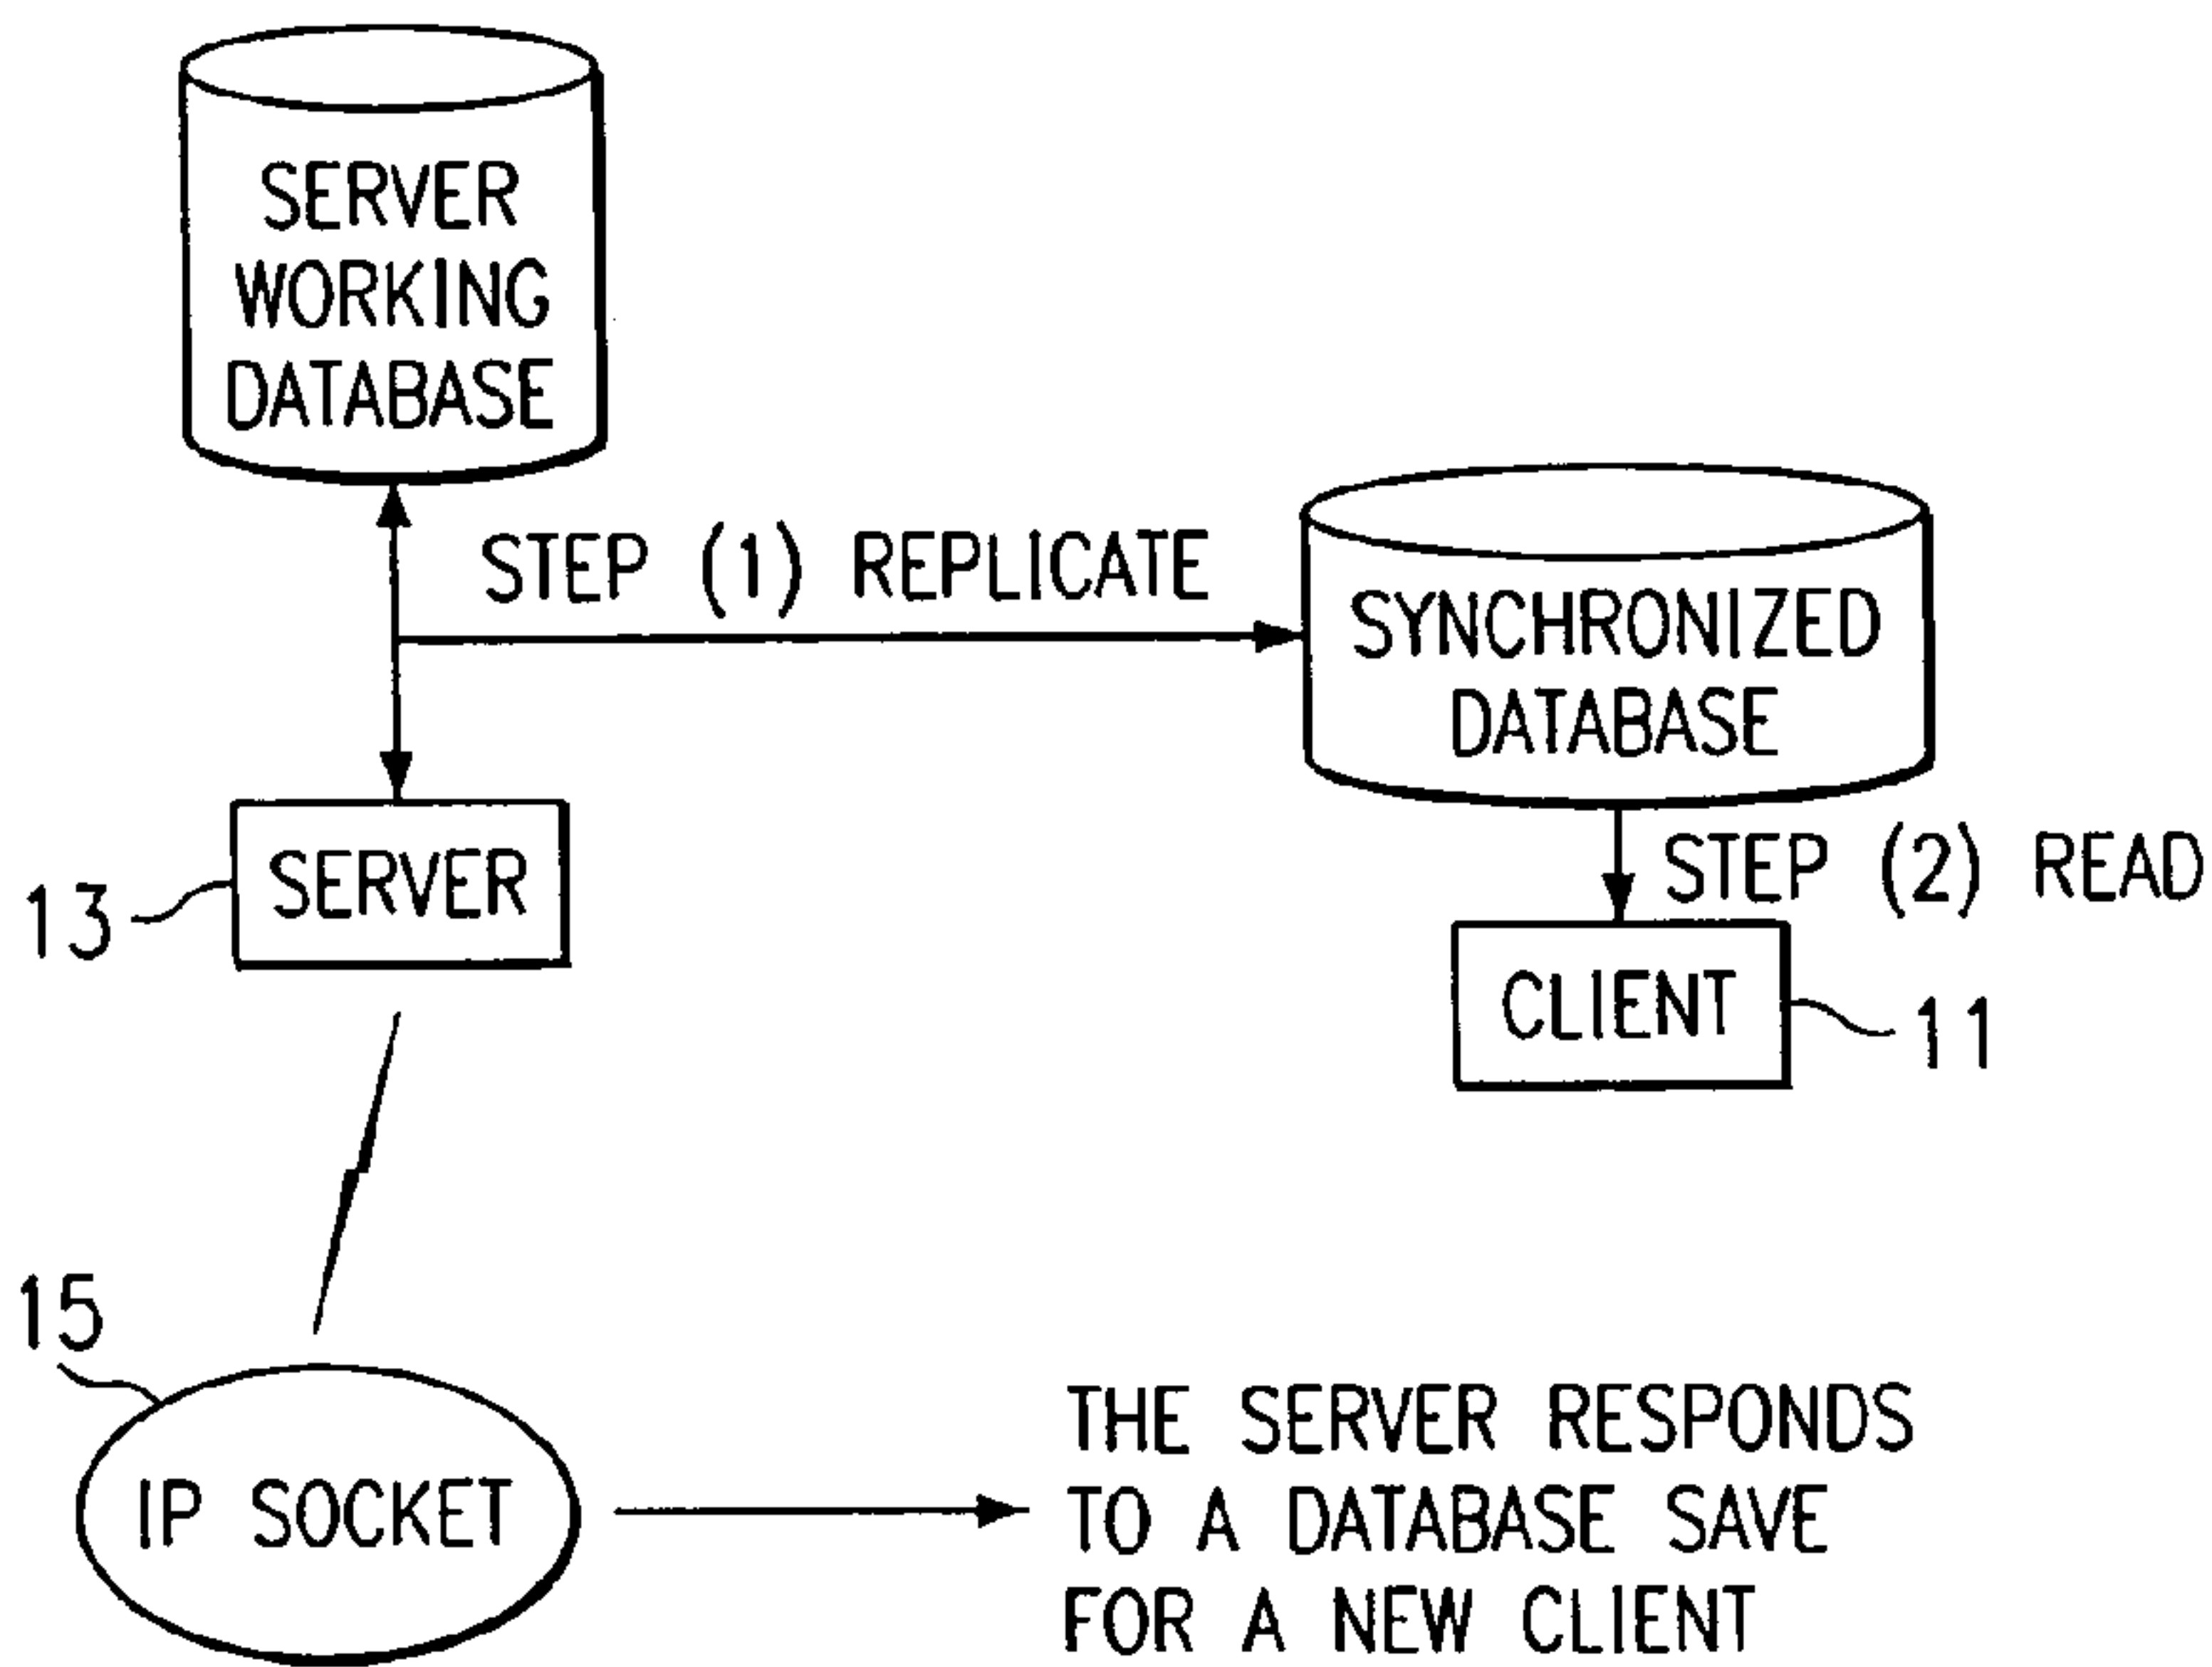 SERVER
WORKING
DATABASE
STEP (1) REPLICATE
SYNCHRONIZED
DATABASE
STEP (2) READ
SERVER
13
CLIENT
11
15
IP SOCKET
THE SERVER RESPONDS
TO A DATABASE SAVE
FOR A NEW CLIENT